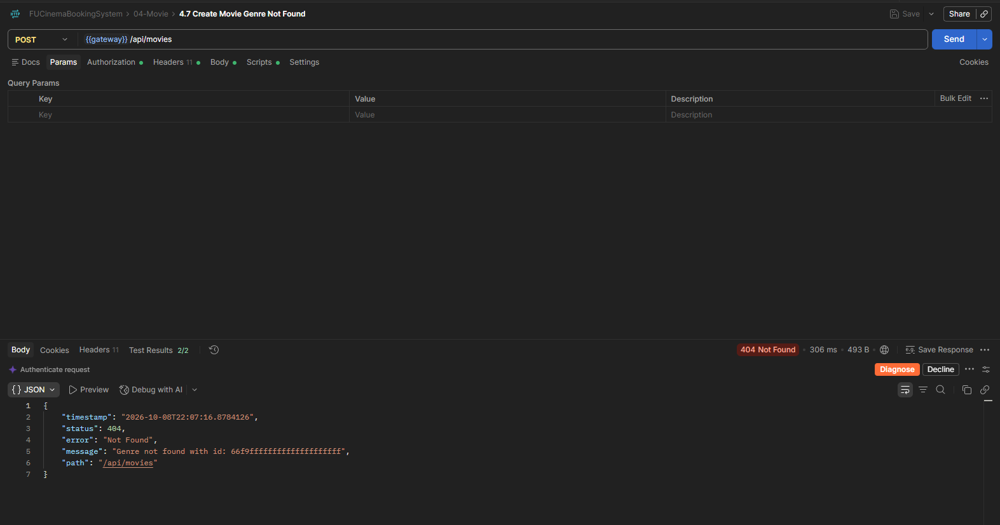 HTTP FUCinemaBookingSystem > 04-Movie > 4.7 Create Movie Genre Not Found Save Share
POST {{gateway}} /api/movies Send
Docs Params Authorization Headers 11 Body Scripts Settings Cookies
Query Params
Key Value Description Bulk Edit
Key Value Description
Body Cookies Headers 11 Test Results 2/2 404 Not Found 306 ms 493 B e.g. Save Response
Authenticate request Diagnose Decline
{ } JSON Preview Debug with AI
1 {
2 "timestamp": "2026-10-08T22:07:16.8784126",
3 "status": 404,
4 "error": "Not Found",
5 "message": "Genre not found with id: 66f9ffffffffffffffffffff",
6 "path": "/api/movies"
7 }